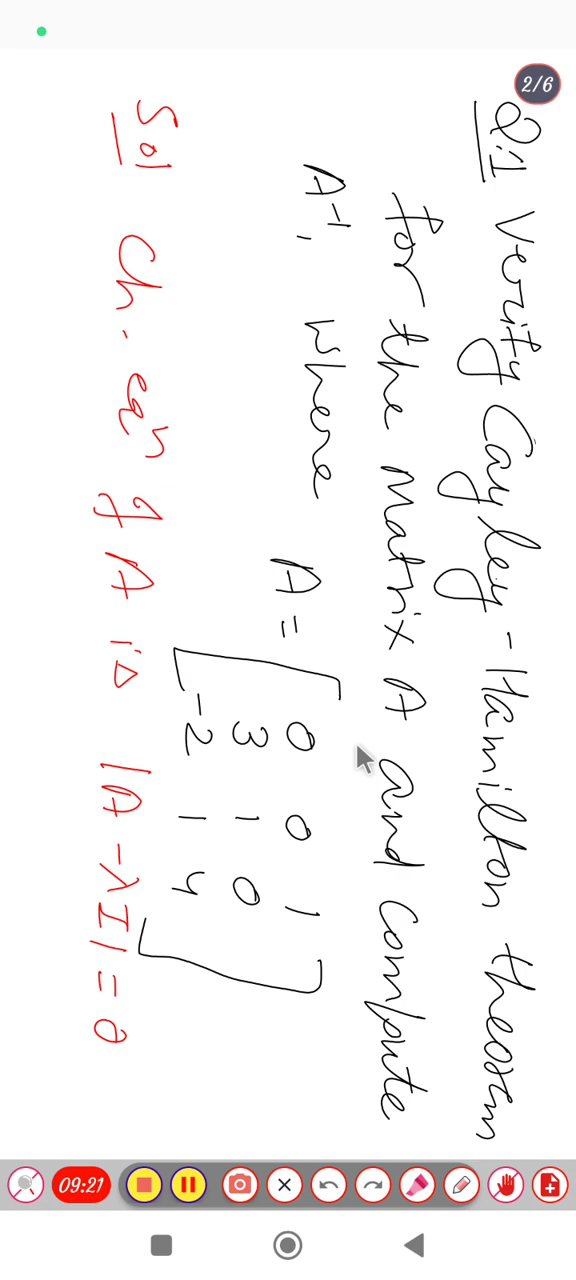 2/6
Q.1 Verify Cayley-Hamilton theorem
for the matrix A and compute
A⁻¹, where
A = [0 0 1
3 1 0
-2 1 4]
Sol Ch. eqⁿ of A is |A-λI| = 0
09:21